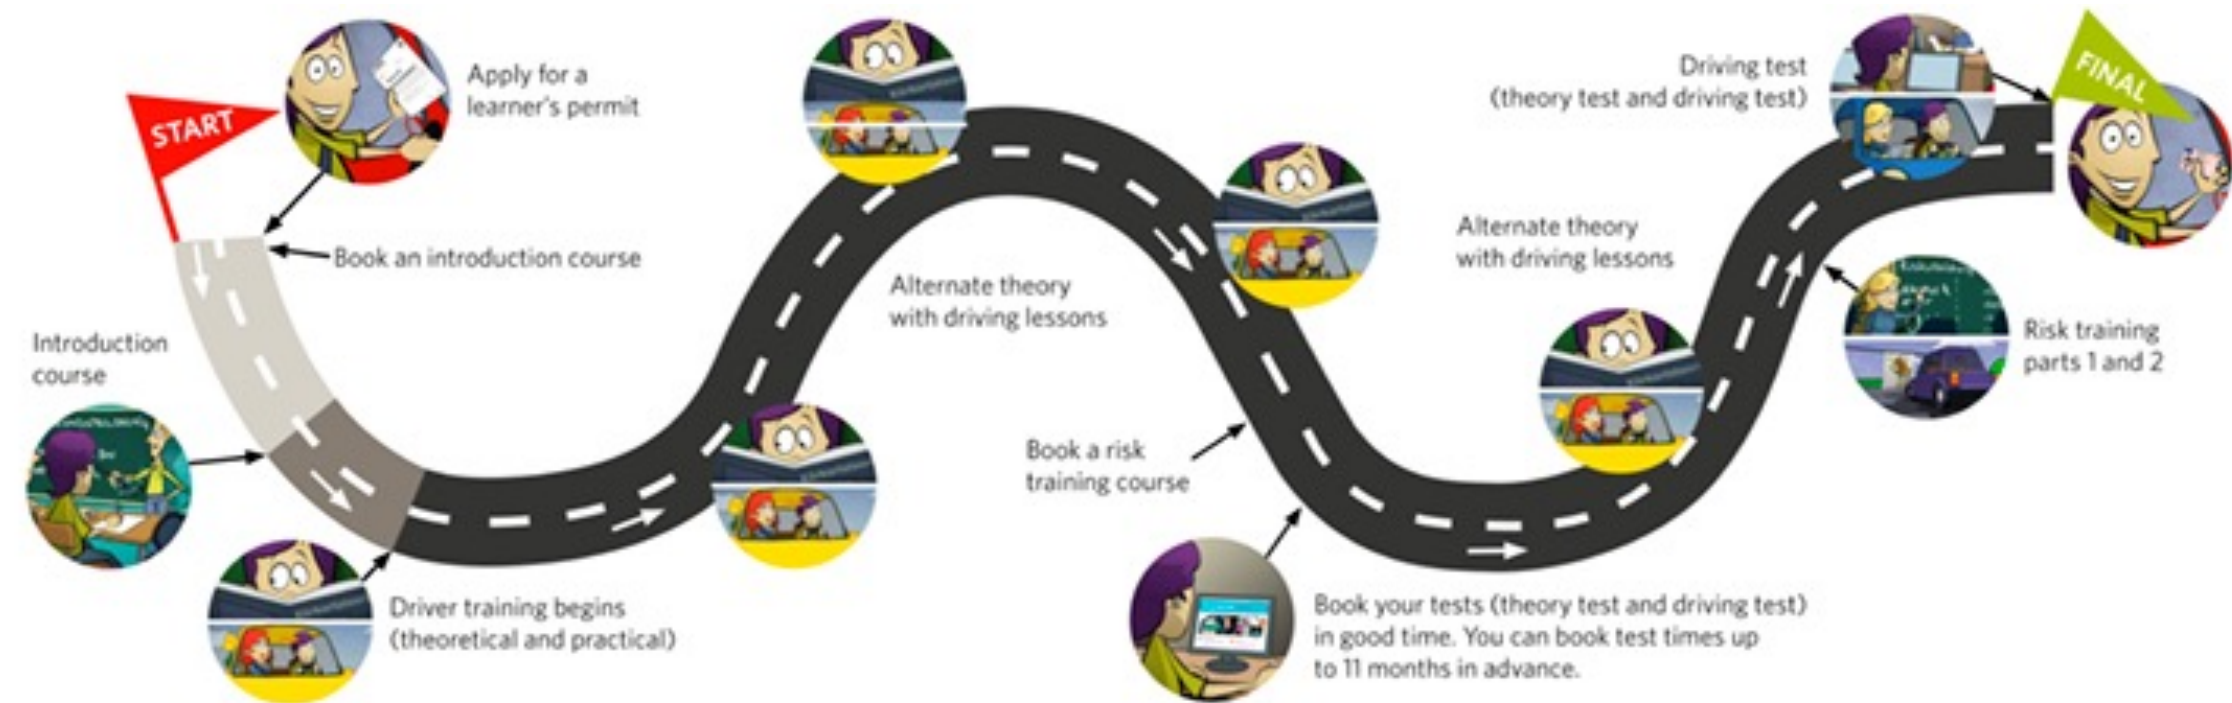 START
Apply for a
learner's permit
Book an introduction course
Introduction
course
Driver training begins
(theoretical and practical)
Alternate theory
with driving lessons
Book a risk
training course
Book your tests (theory test and driving test)
in good time. You can book test times up
to 11 months in advance.
Alternate theory
with driving lessons
Risk training
parts 1 and 2
Driving test
(theory test and driving test)
FINAL